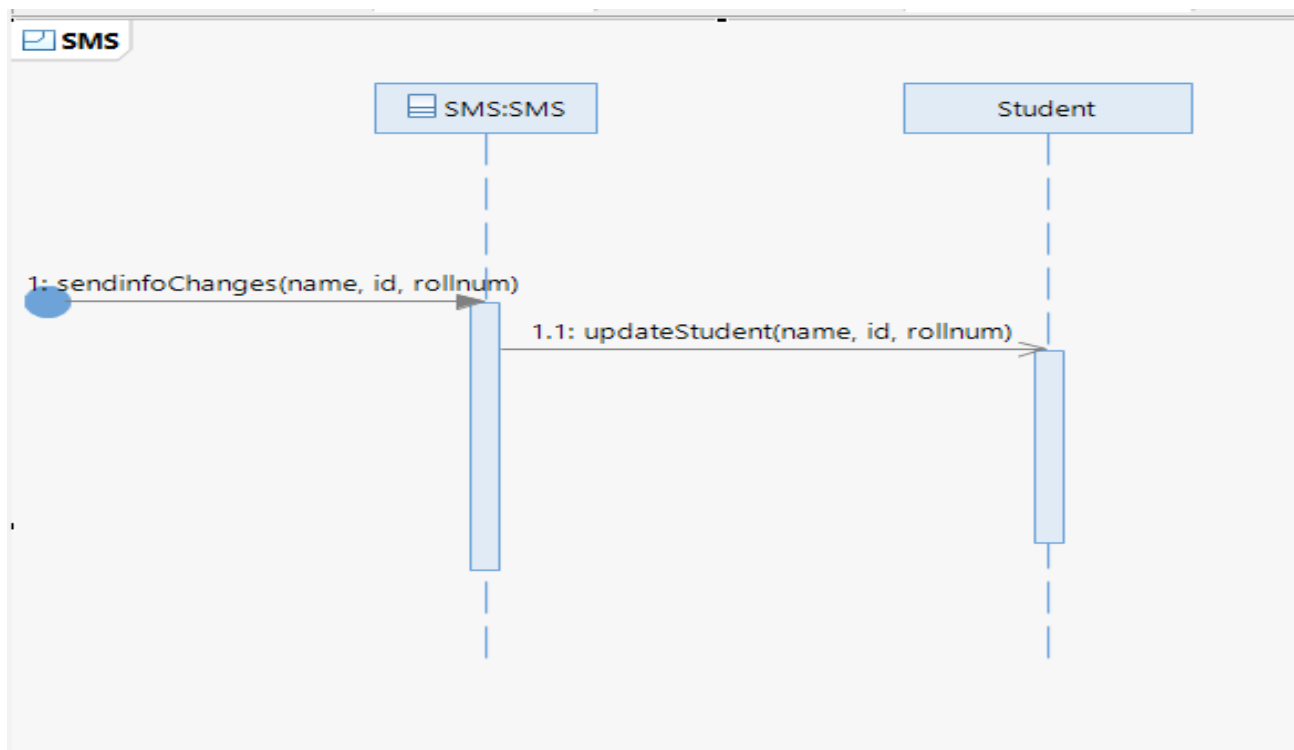 SMS
SMS:SMS
Student
1: sendinfoChanges(name, id, rollnum)
1.1: updateStudent(name, id, rollnum)